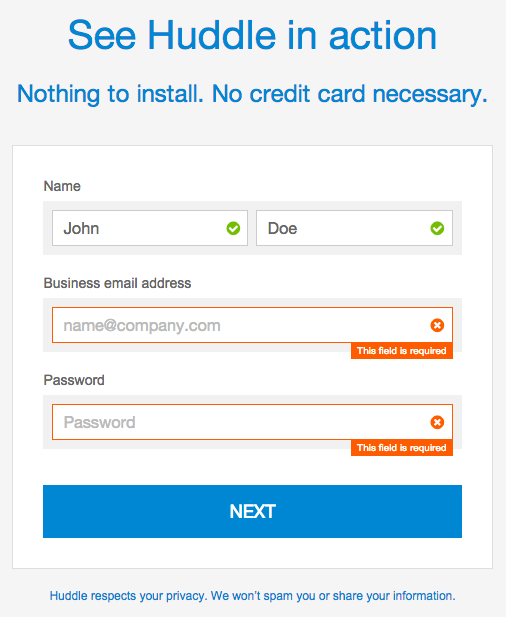 See Huddle in action
Nothing to install. No credit card necessary.
Name
John Doe
Business email address
name@company.com
This field is required
Password
Password
This field is required
NEXT
Huddle respects your privacy. We won't spam you or share your information.